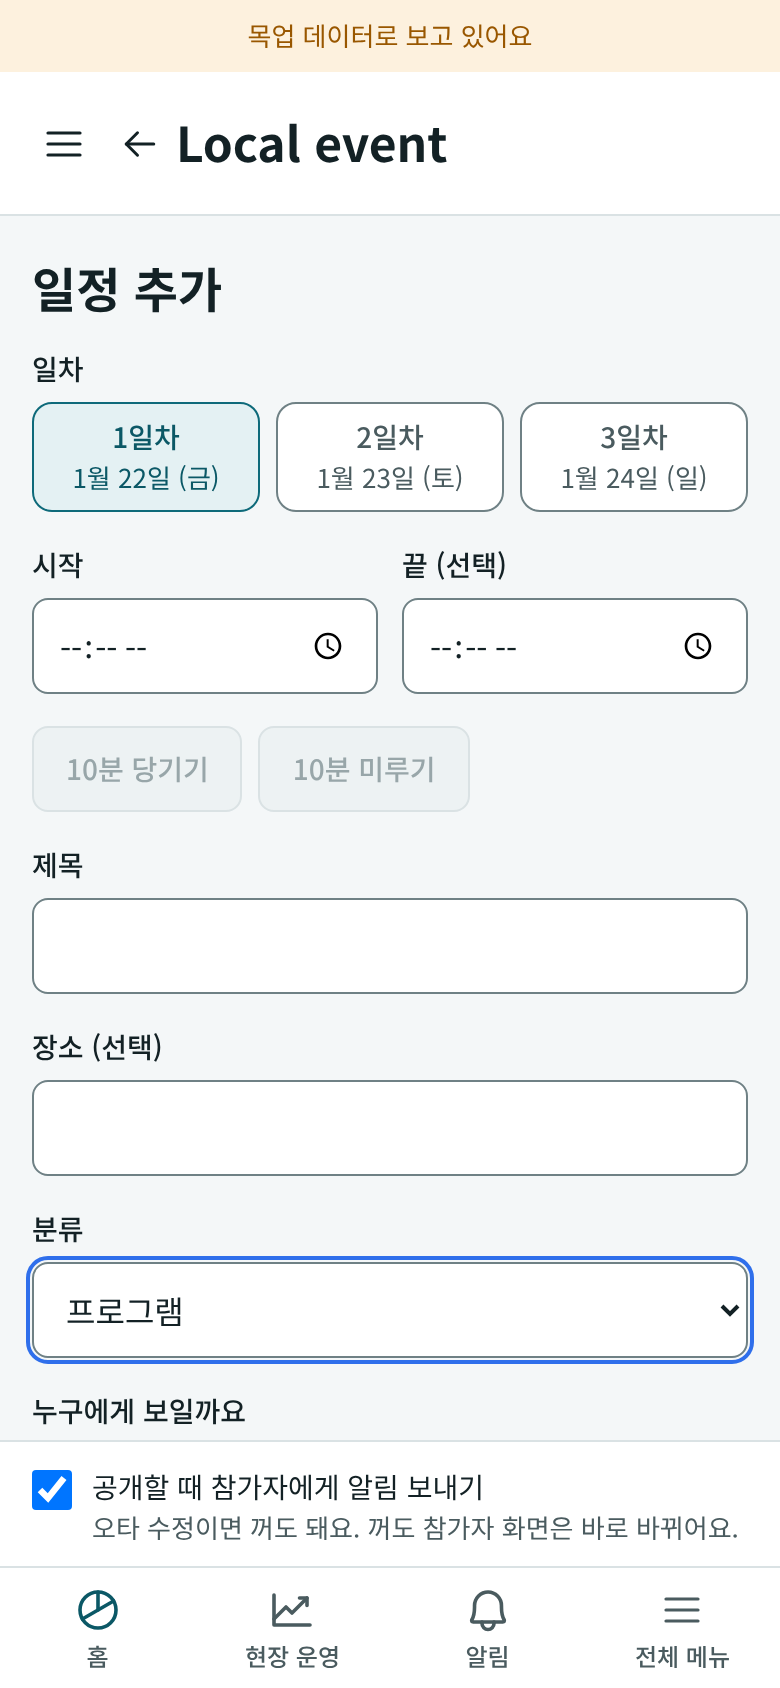 목업 데이터로 보고 있어요
Local event
일정 추가
일차
1일차
1월 22일 (금)
2일차
1월 23일 (토)
3일차
1월 24일 (일)
시작
끝 (선택)
--:-- --
--:-- --
10분 당기기
10분 미루기
제목
장소 (선택)
분류
프로그램
누구에게 보일까요
공개할 때 참가자에게 알림 보내기
오타 수정이면 꺼도 돼요. 꺼도 참가자 화면은 바로 바뀌어요.
홈
현장 운영
알림
전체 메뉴